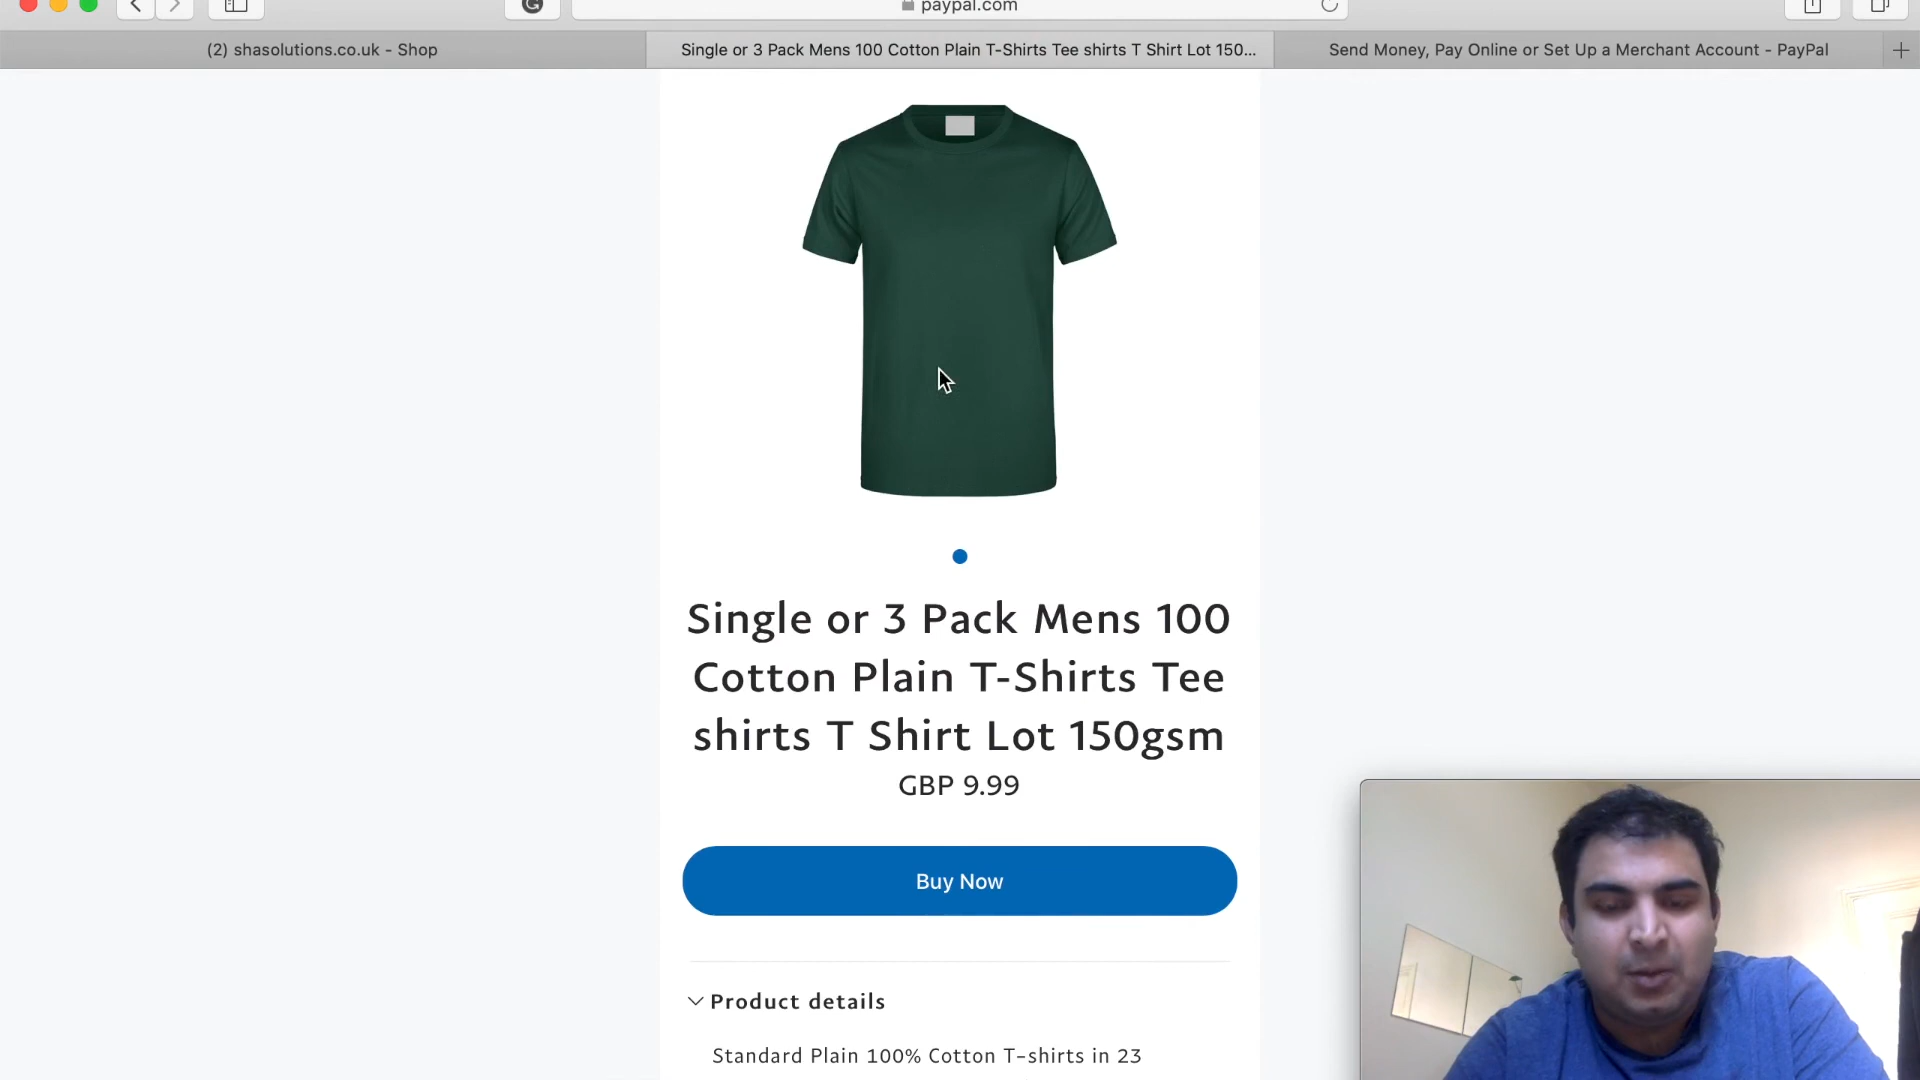 paypal.com
(2) shasolutions.co.uk - Shop
Single or 3 Pack Mens 100 Cotton Plain T-Shirts Tee shirts T Shirt Lot 150...
Send Money, Pay Online or Set Up a Merchant Account - PayPal
Single or 3 Pack Mens 100
Cotton Plain T-Shirts Tee
shirts T Shirt Lot 150gsm
GBP 9.99
Buy Now
Product details
Standard Plain 100% Cotton T-shirts in 23